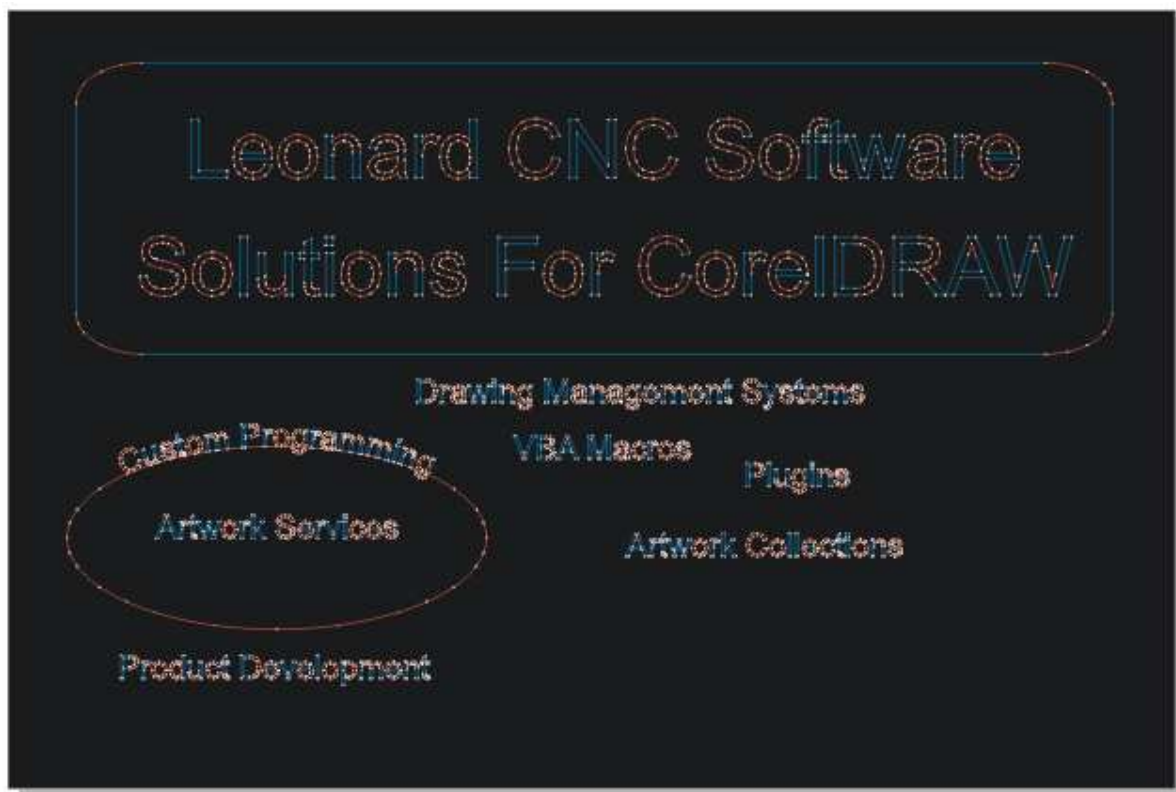 Leonard CNC Software
Solutions For CorelDRAW
Drawing Management Systems
Custom Programming
VBA Macros
Plugins
Artwork Services
Artwork Collections
Product Development